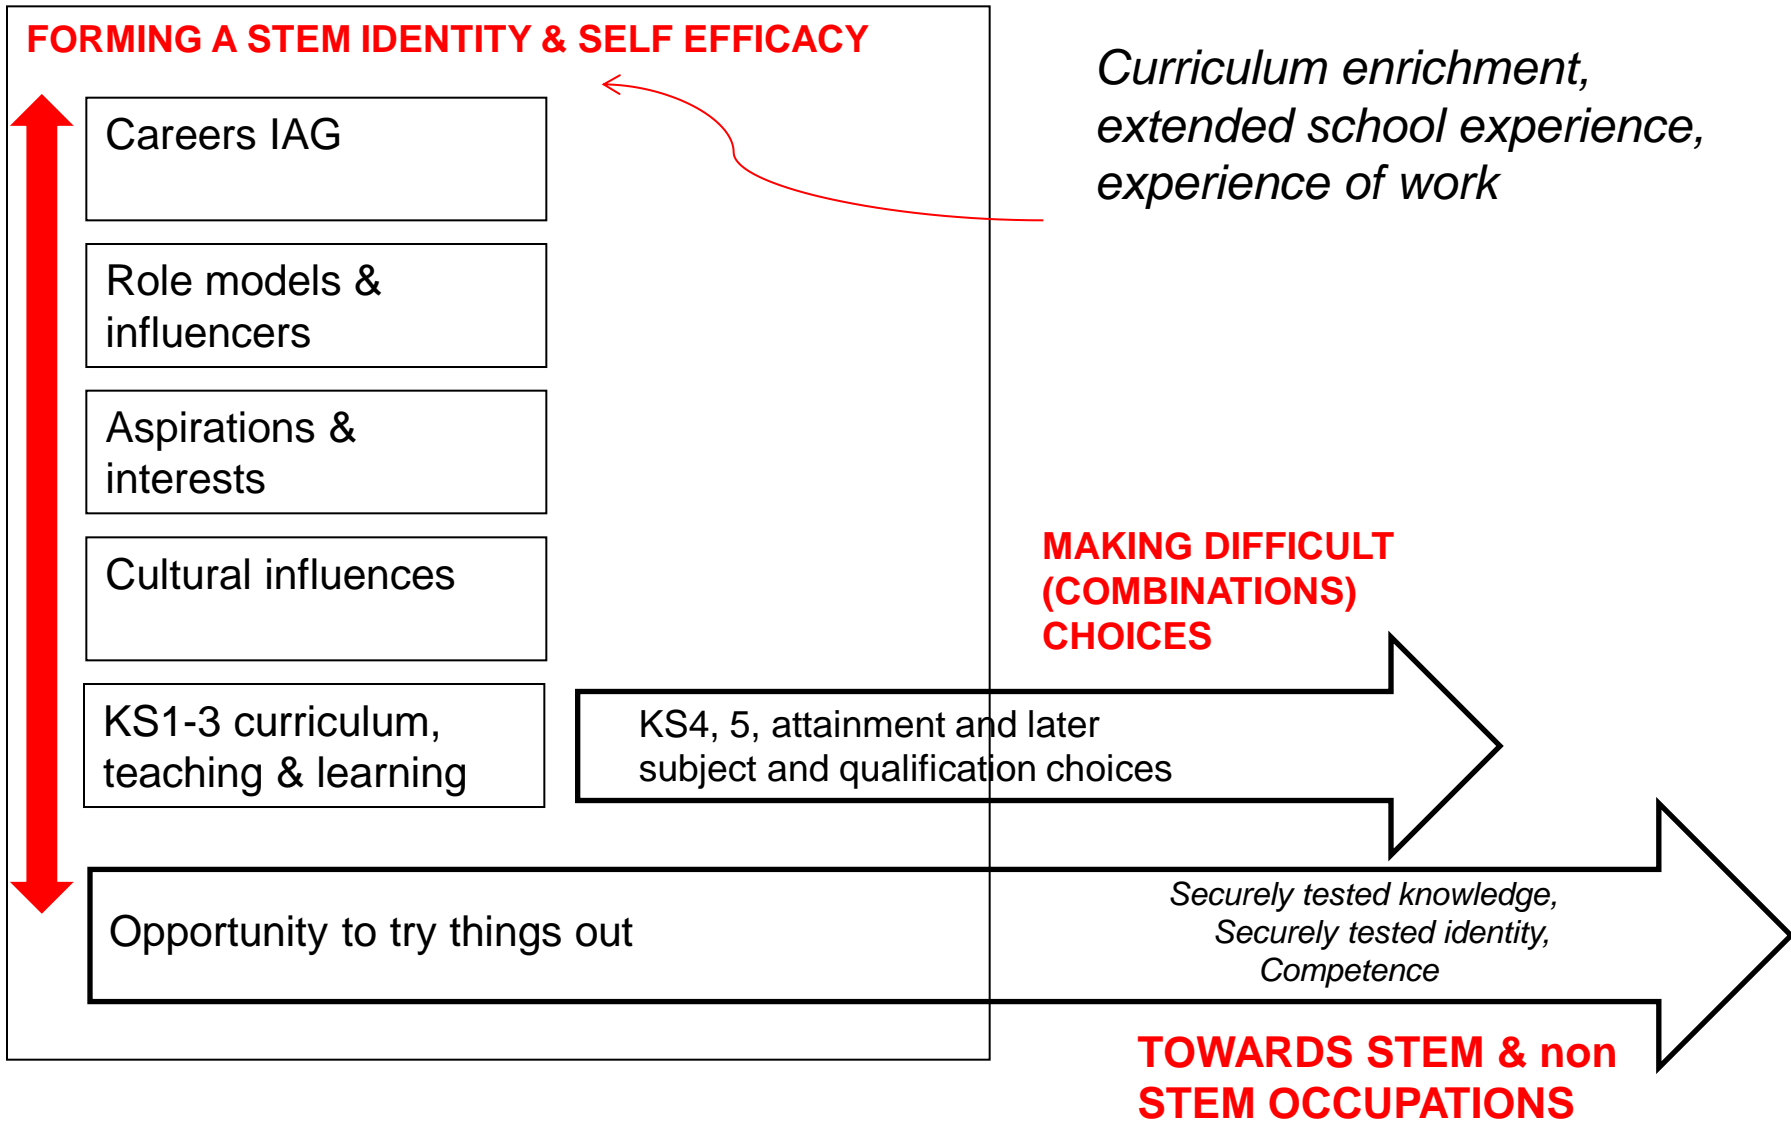 FORMING A STEM IDENTITY & SELF EFFICACY
Curriculum enrichment,
extended school experience,
experience of work
Careers IAG
Role models &
influencers
Aspirations &
interests
Cultural influences
MAKING DIFFICULT
(COMBINATIONS)
CHOICES
KS1-3 curriculum,
teaching & learning
KS4, 5, attainment and later
subject and qualification choices
Opportunity to try things out
Securely tested knowledge,
Securely tested identity,
Competence
TOWARDS STEM & non
STEM OCCUPATIONS